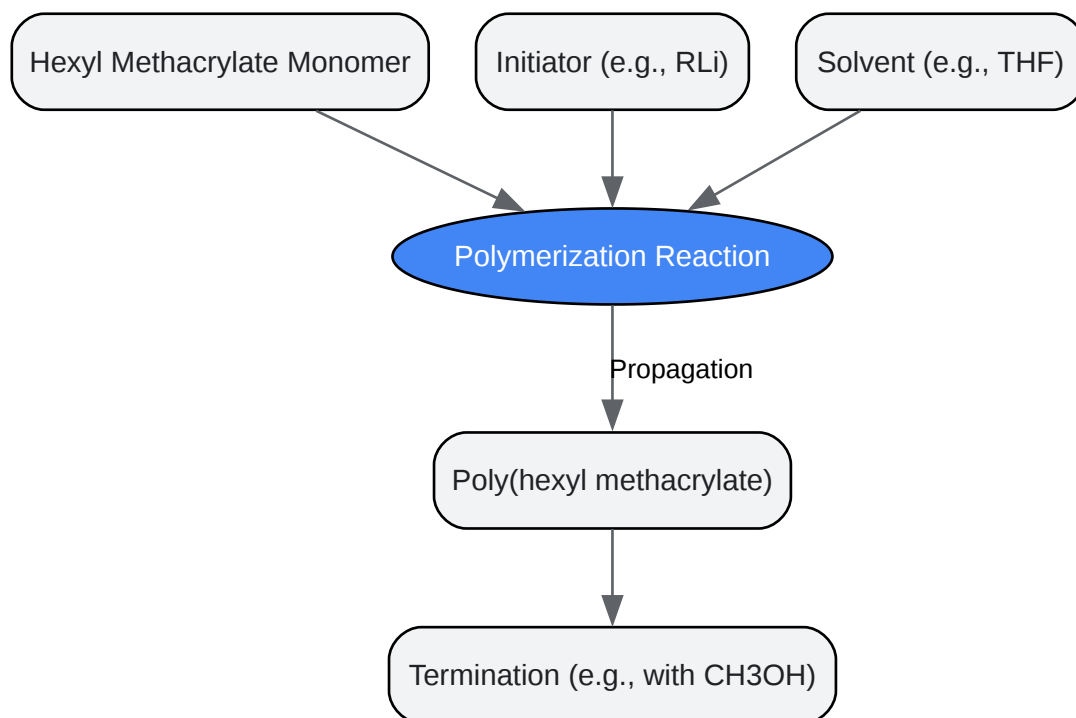 Hexyl Methacrylate Monomer
Initiator (e.g., RLi)
Solvent (e.g., THF)
Polymerization Reaction
Propagation
Poly(hexyl methacrylate)
Termination (e.g., with CH3OH)